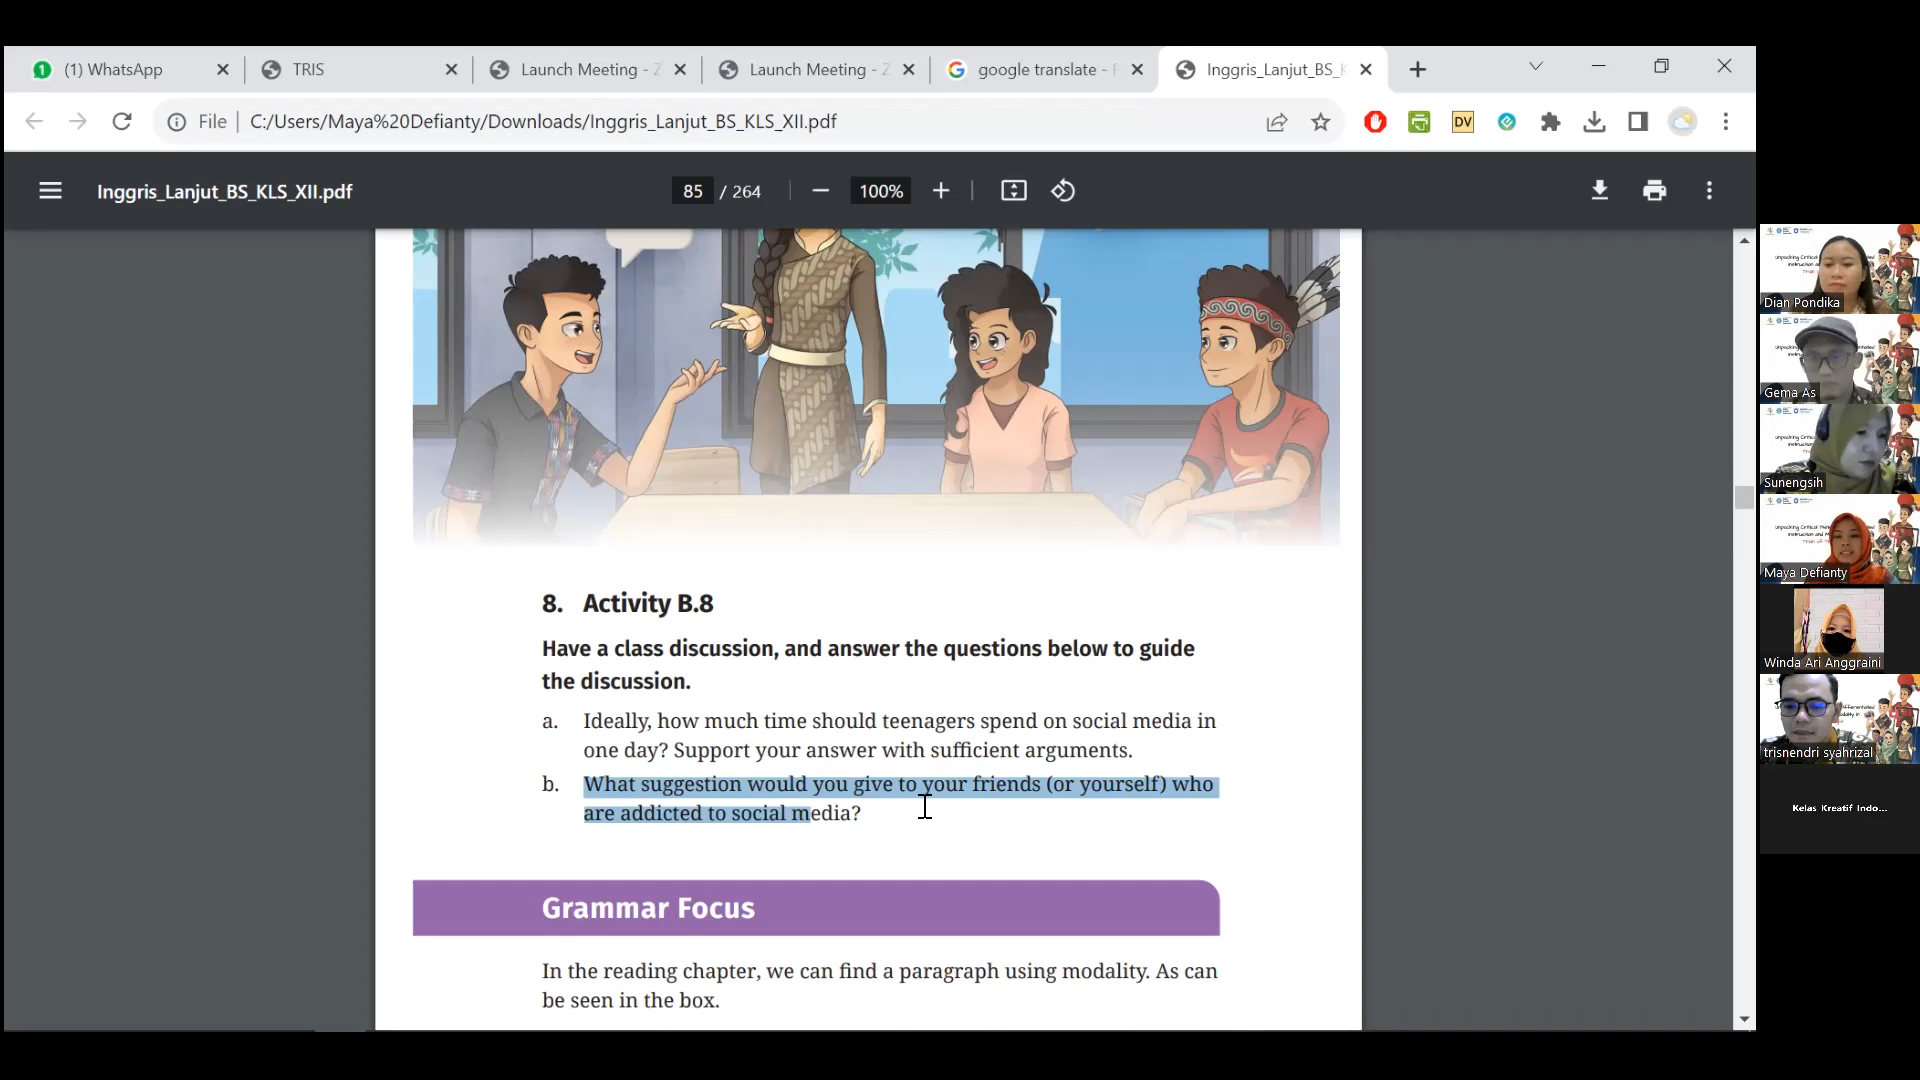 (1) WhatsApp
TRIS
Launch Meeting - Z
Launch Meeting - Z
google translate -
Inggris_Lanjut_BS_K
File
C:/Users/Maya%20Defianty/Downloads/Inggris_Lanjut_BS_KLS_XII.pdf
DV
Inggris_Lanjut_BS_KLS_XII.pdf
85 / 264
100%
8. Activity B.8
Have a class discussion, and answer the questions below to guide
the discussion.
a. Ideally, how much time should teenagers spend on social media in
one day? Support your answer with sufficient arguments.
b. What suggestion would you give to your friends (or yourself) who
are addicted to social media?
Grammar Focus
In the reading chapter, we can find a paragraph using modality. As can
be seen in the box.
Dian Pondika
Gema As
Sunengsih
Maya Defianty
Winda Ari Anggraini
trisnendri syahrizal
Kelas Kreatif Indo...